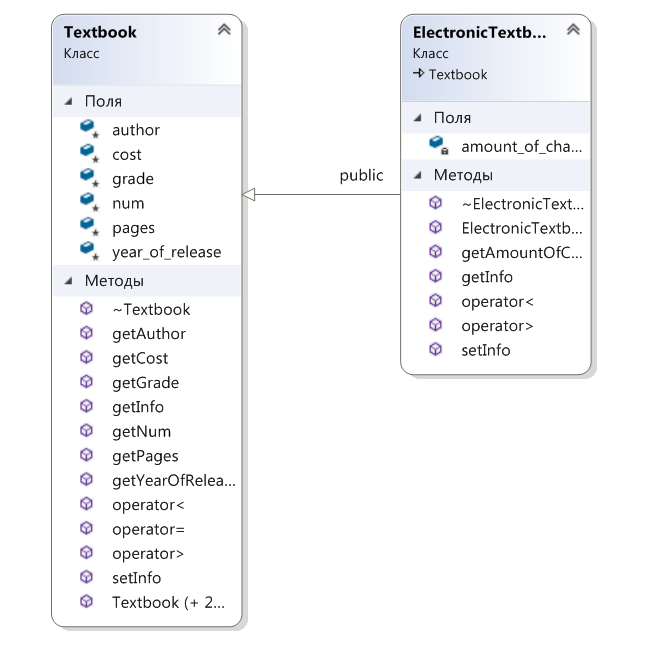 Textbook
Класс
Поля
author
cost
grade
num
pages
year_of_release
Методы
~Textbook
getAuthor
getCost
getGrade
getInfo
getNum
getPages
getYearOfRelea...
operator<
operator=
operator>
setInfo
Textbook (+ 2...
public
ElectronicTextb...
Класс
Textbook
Поля
amount_of_cha...
Методы
~ElectronicText...
ElectronicTextb...
getAmountOfC...
getInfo
operator<
operator>
setInfo